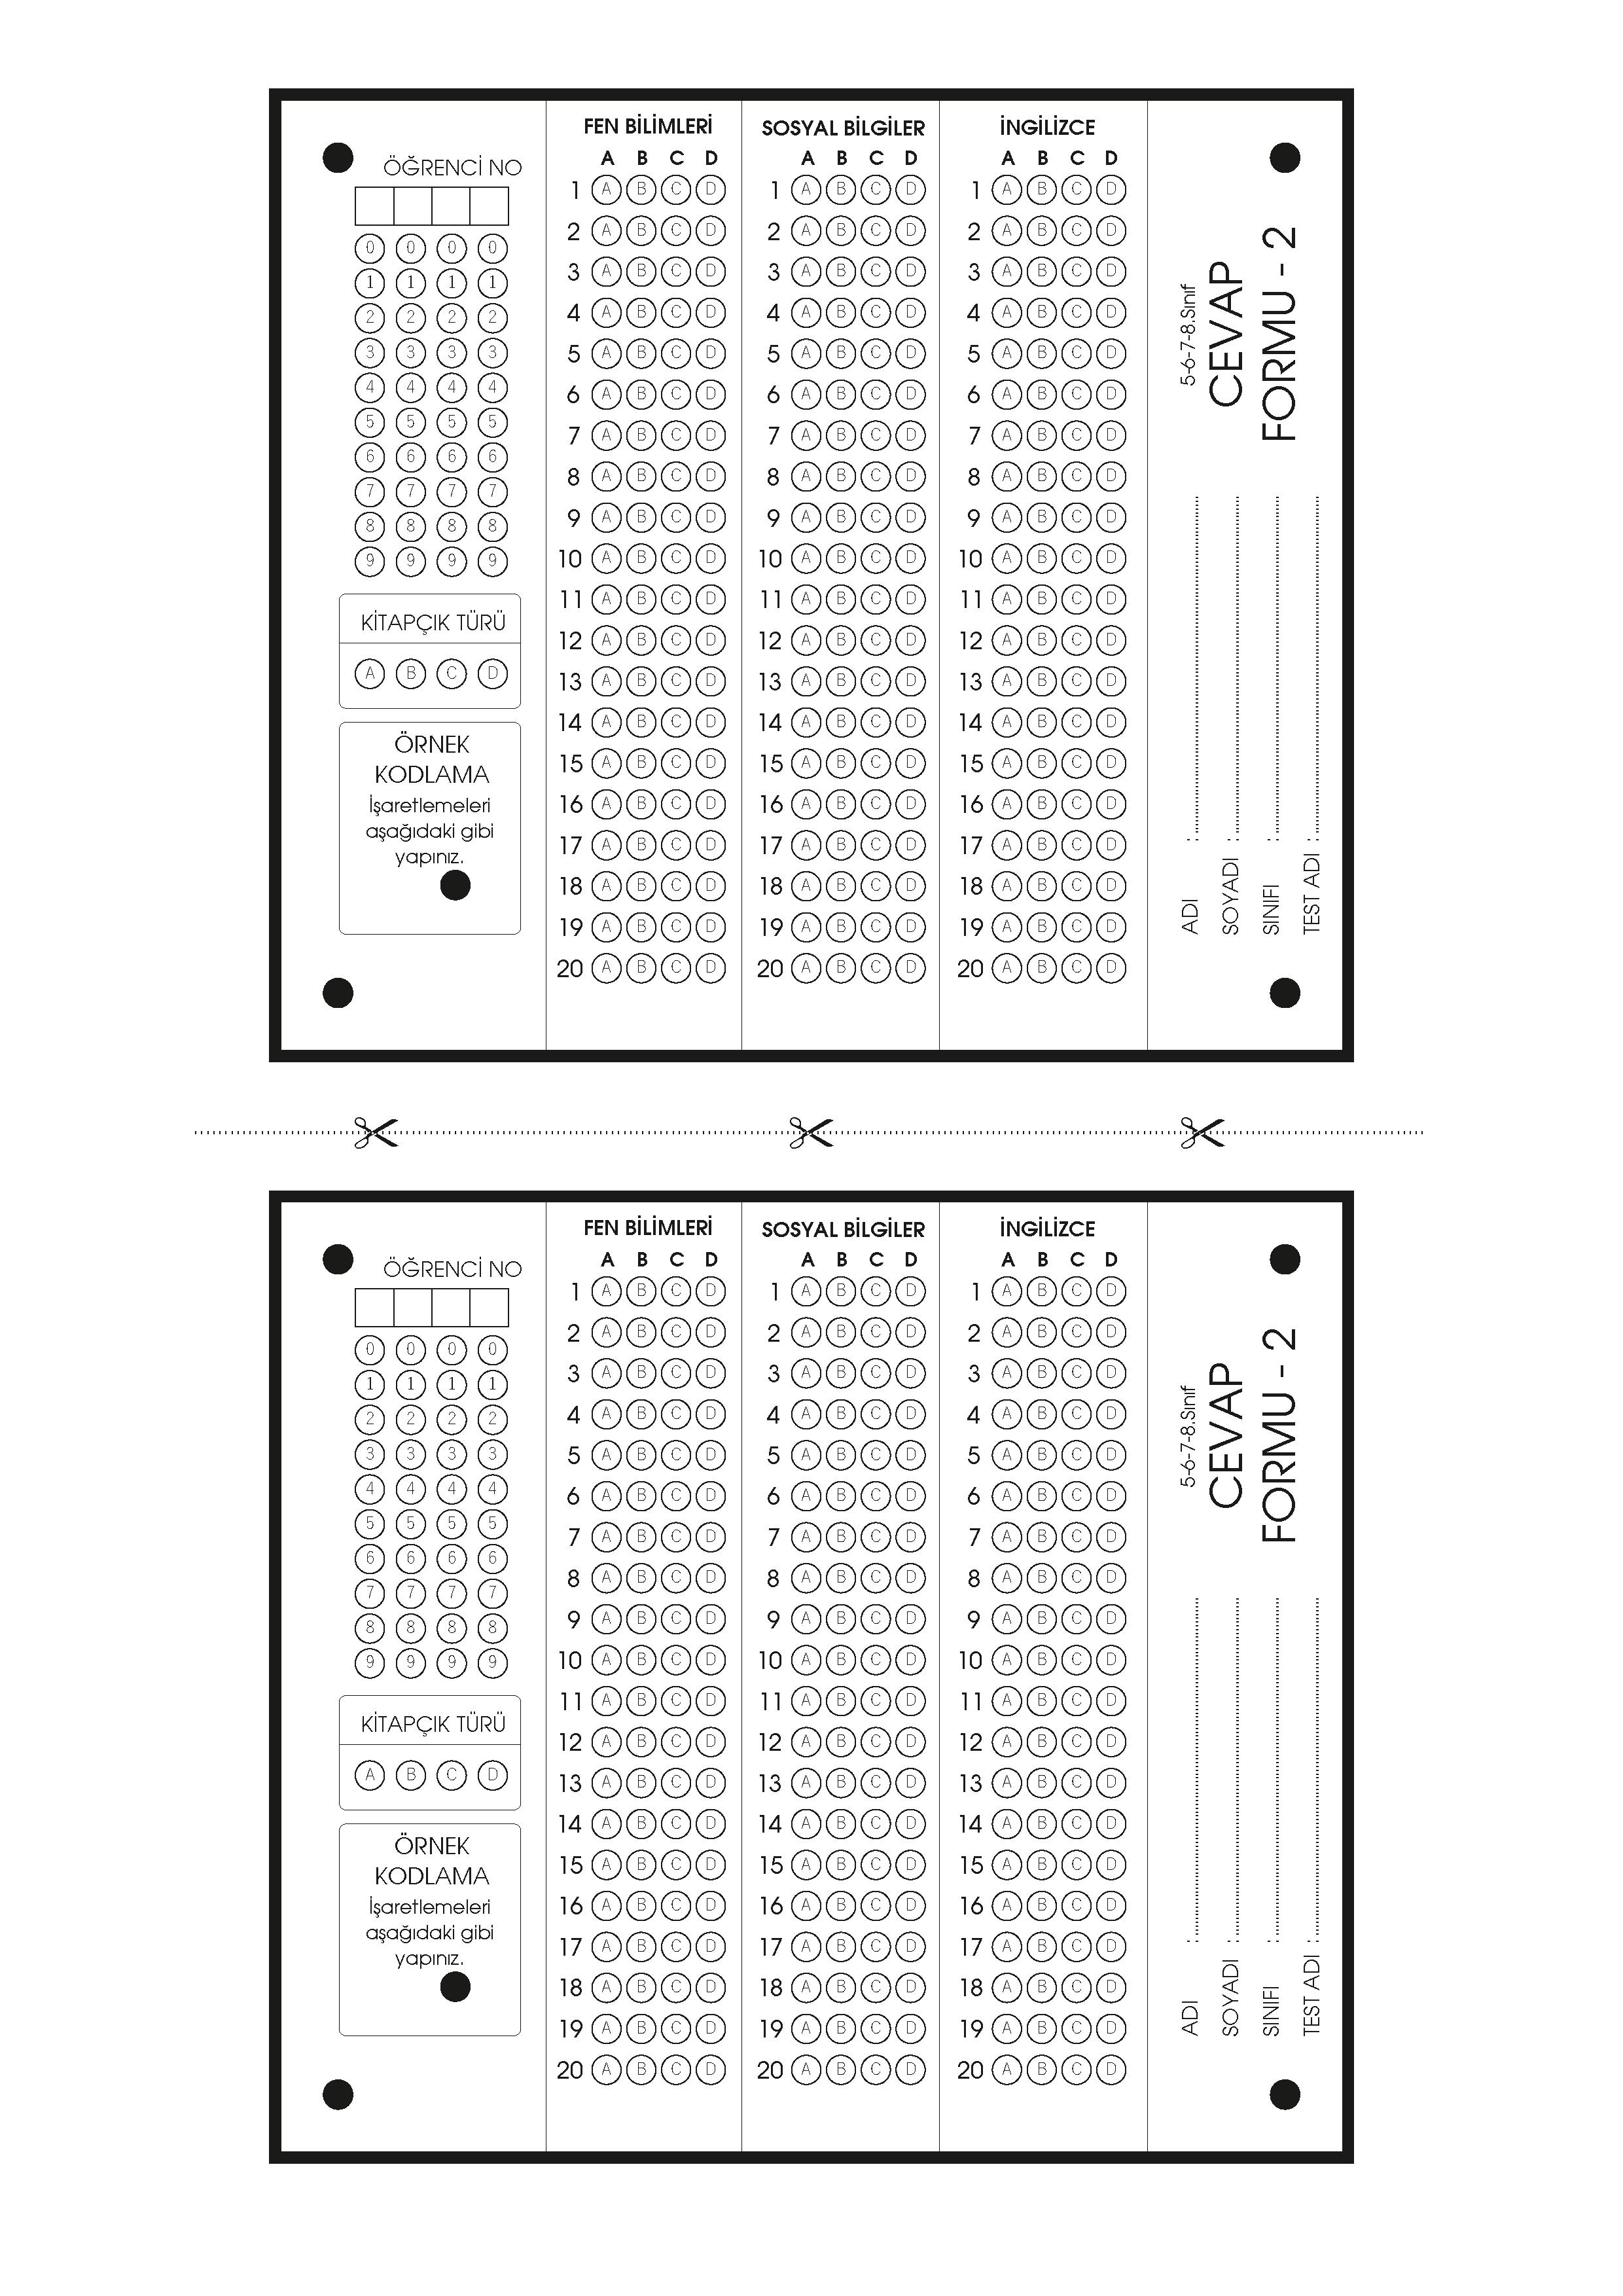 ÖĞRENCİ NO
0 0 0 0
1 1 1 1
2 2 2 2
3 3 3 3
4 4 4 4
5 5 5 5
6 6 6 6
7 7 7 7
8 8 8 8
9 9 9 9
KİTAPÇIK TÜRÜ
A B C D
ÖRNEK
KODLAMA
İşaretlemeleri
aşağıdaki gibi
yapınız.
FEN BİLİMLERİ
A B C D
1 A B C D
2 A B C D
3 A B C D
4 A B C D
5 A B C D
6 A B C D
7 A B C D
8 A B C D
9 A B C D
10 A B C D
11 A B C D
12 A B C D
13 A B C D
14 A B C D
15 A B C D
16 A B C D
17 A B C D
18 A B C D
19 A B C D
20 A B C D
SOSYAL BİLGİLER
A B C D
1 A B C D
2 A B C D
3 A B C D
4 A B C D
5 A B C D
6 A B C D
7 A B C D
8 A B C D
9 A B C D
10 A B C D
11 A B C D
12 A B C D
13 A B C D
14 A B C D
15 A B C D
16 A B C D
17 A B C D
18 A B C D
19 A B C D
20 A B C D
İNGİLİZCE
A B C D
1 A B C D
2 A B C D
3 A B C D
4 A B C D
5 A B C D
6 A B C D
7 A B C D
8 A B C D
9 A B C D
10 A B C D
11 A B C D
12 A B C D
13 A B C D
14 A B C D
15 A B C D
16 A B C D
17 A B C D
18 A B C D
19 A B C D
20 A B C D
5-6-7-8.Sınıf
CEVAP
FORMU - 2
ADI :
SOYADI :
SINIFI :
TEST ADI :
ÖĞRENCİ NO
0 0 0 0
1 1 1 1
2 2 2 2
3 3 3 3
4 4 4 4
5 5 5 5
6 6 6 6
7 7 7 7
8 8 8 8
9 9 9 9
KİTAPÇIK TÜRÜ
A B C D
ÖRNEK
KODLAMA
İşaretlemeleri
aşağıdaki gibi
yapınız.
FEN BİLİMLERİ
A B C D
1 A B C D
2 A B C D
3 A B C D
4 A B C D
5 A B C D
6 A B C D
7 A B C D
8 A B C D
9 A B C D
10 A B C D
11 A B C D
12 A B C D
13 A B C D
14 A B C D
15 A B C D
16 A B C D
17 A B C D
18 A B C D
19 A B C D
20 A B C D
SOSYAL BİLGİLER
A B C D
1 A B C D
2 A B C D
3 A B C D
4 A B C D
5 A B C D
6 A B C D
7 A B C D
8 A B C D
9 A B C D
10 A B C D
11 A B C D
12 A B C D
13 A B C D
14 A B C D
15 A B C D
16 A B C D
17 A B C D
18 A B C D
19 A B C D
20 A B C D
İNGİLİZCE
A B C D
1 A B C D
2 A B C D
3 A B C D
4 A B C D
5 A B C D
6 A B C D
7 A B C D
8 A B C D
9 A B C D
10 A B C D
11 A B C D
12 A B C D
13 A B C D
14 A B C D
15 A B C D
16 A B C D
17 A B C D
18 A B C D
19 A B C D
20 A B C D
5-6-7-8.Sınıf
CEVAP
FORMU - 2
ADI :
SOYADI :
SINIFI :
TEST ADI :